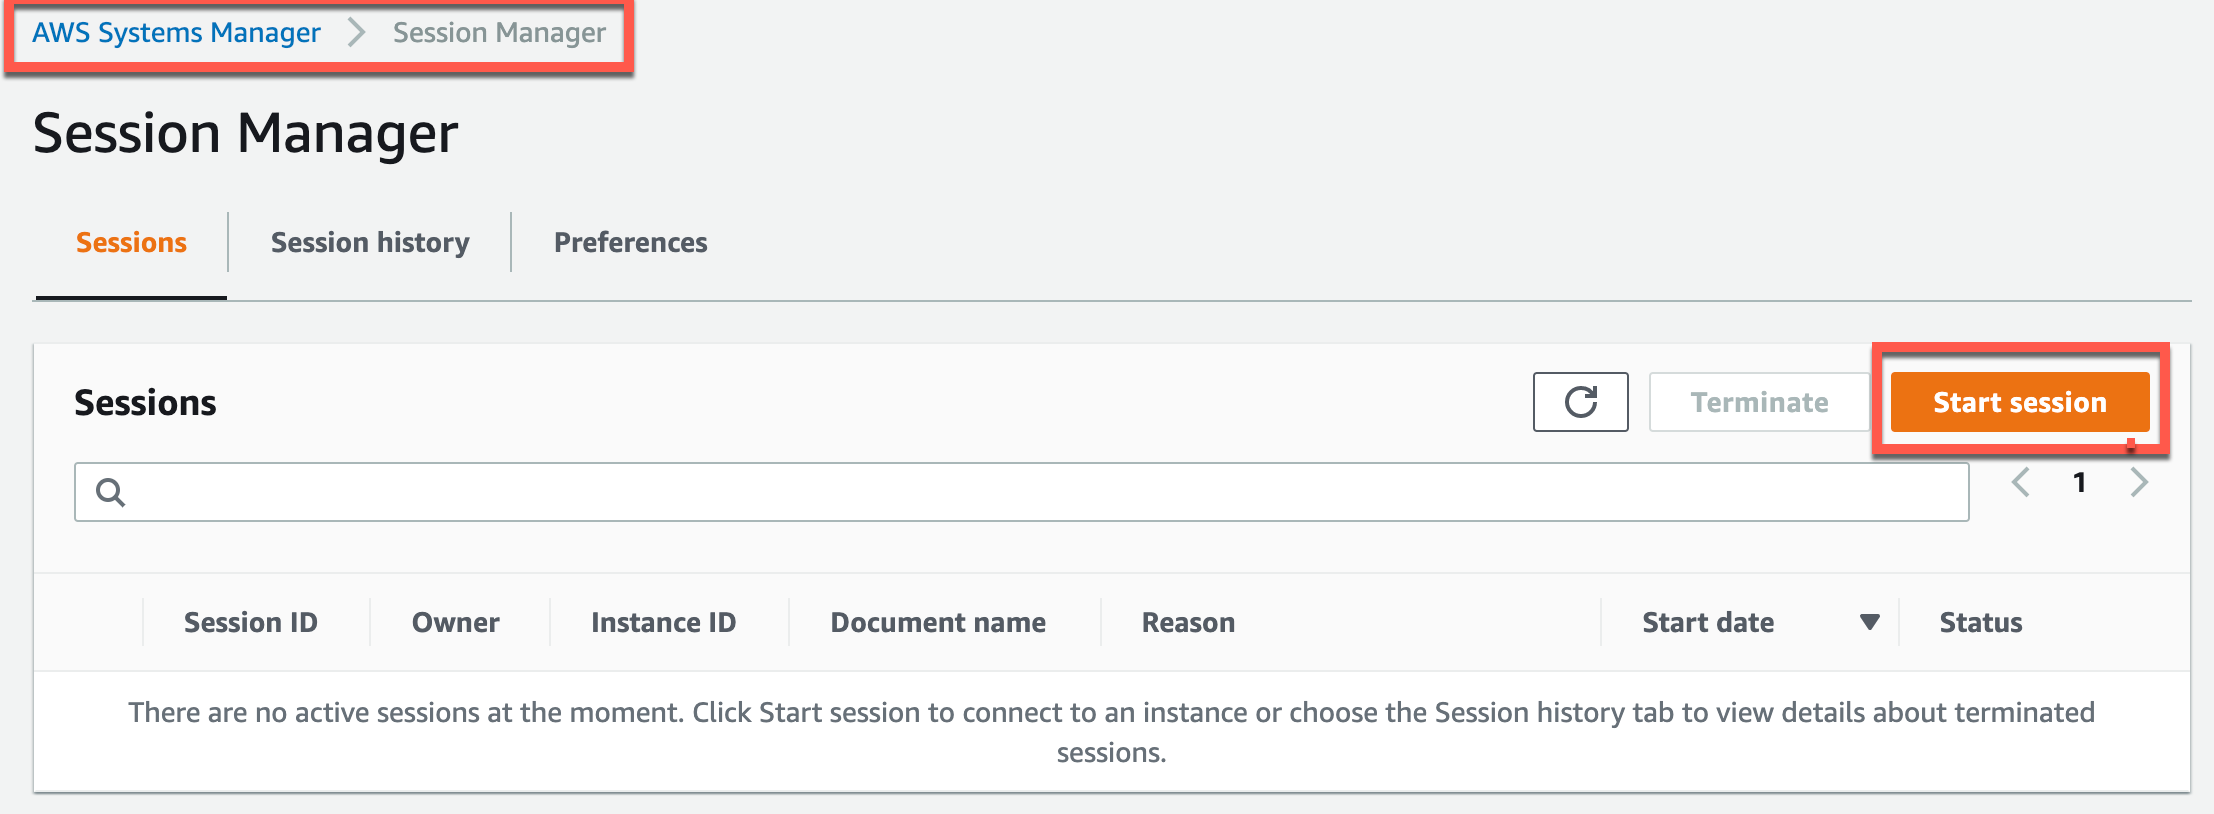 AWS Systems Manager > Session Manager
Session Manager
Sessions Session history Preferences
Sessions Terminate Start session
1
Session ID Owner Instance ID Document name Reason Start date Status
There are no active sessions at the moment. Click Start session to connect to an instance or choose the Session history tab to view details about terminated
sessions.